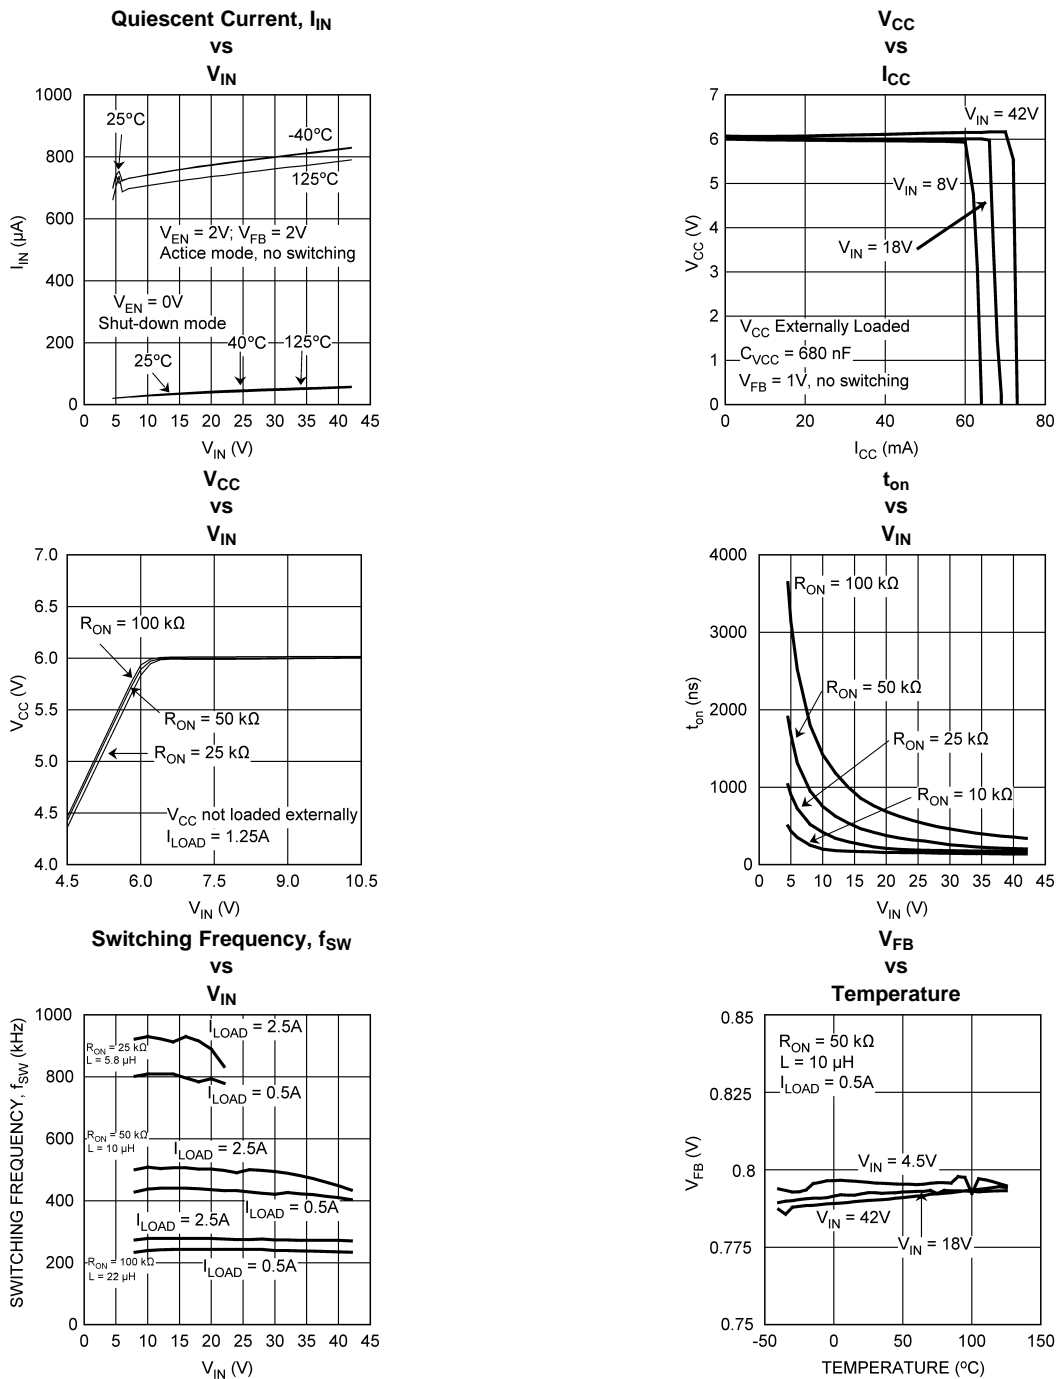 Quiescent Current, I_IN
vs
V_IN
1000
800
600
400
200
0
0 5 10 15 20 25 30 35 40 45
I_IN (µA)
V_IN (V)
25ºC
-40ºC
125ºC
V_EN = 2V; V_FB = 2V
Actice mode, no switching
V_EN = 0V
Shut-down mode
25ºC
40ºC
125ºC
V_CC
vs
I_CC
7
6
5
4
3
2
1
0
0 20 40 60 80
V_CC (V)
I_CC (mA)
V_IN = 42V
V_IN = 8V
V_IN = 18V
V_CC Externally Loaded
C_VCC = 680 nF
V_FB = 1V, no switching
V_CC
vs
V_IN
7.0
6.5
6.0
5.5
5.0
4.5
4.0
4.5 6.0 7.5 9.0 10.5
V_CC (V)
V_IN (V)
R_ON = 100 kΩ
R_ON = 50 kΩ
R_ON = 25 kΩ
V_CC not loaded externally
I_LOAD = 1.25A
t_on
vs
V_IN
4000
3000
2000
1000
0
0 5 10 15 20 25 30 35 40 45
t_on (ns)
V_IN (V)
R_ON = 100 kΩ
R_ON = 50 kΩ
R_ON = 25 kΩ
R_ON = 10 kΩ
Switching Frequency, f_SW
vs
V_IN
1000
800
600
400
200
0
0 5 10 15 20 25 30 35 40 45
SWITCHING FREQUENCY, f_SW (kHz)
V_IN (V)
I_LOAD = 2.5A
R_ON = 25 kΩ
L = 5.8 µH
I_LOAD = 0.5A
R_ON = 50 kΩ
L = 10 µH
I_LOAD = 2.5A
I_LOAD = 0.5A
I_LOAD = 2.5A
R_ON = 100 kΩ
L = 22 µH
I_LOAD = 0.5A
V_FB
vs
Temperature
0.85
0.825
0.8
0.775
0.75
-50 0 50 100 150
V_FB (V)
TEMPERATURE (ºC)
R_ON = 50 kΩ
L = 10 µH
I_LOAD = 0.5A
V_IN = 4.5V
V_IN = 42V
V_IN = 18V